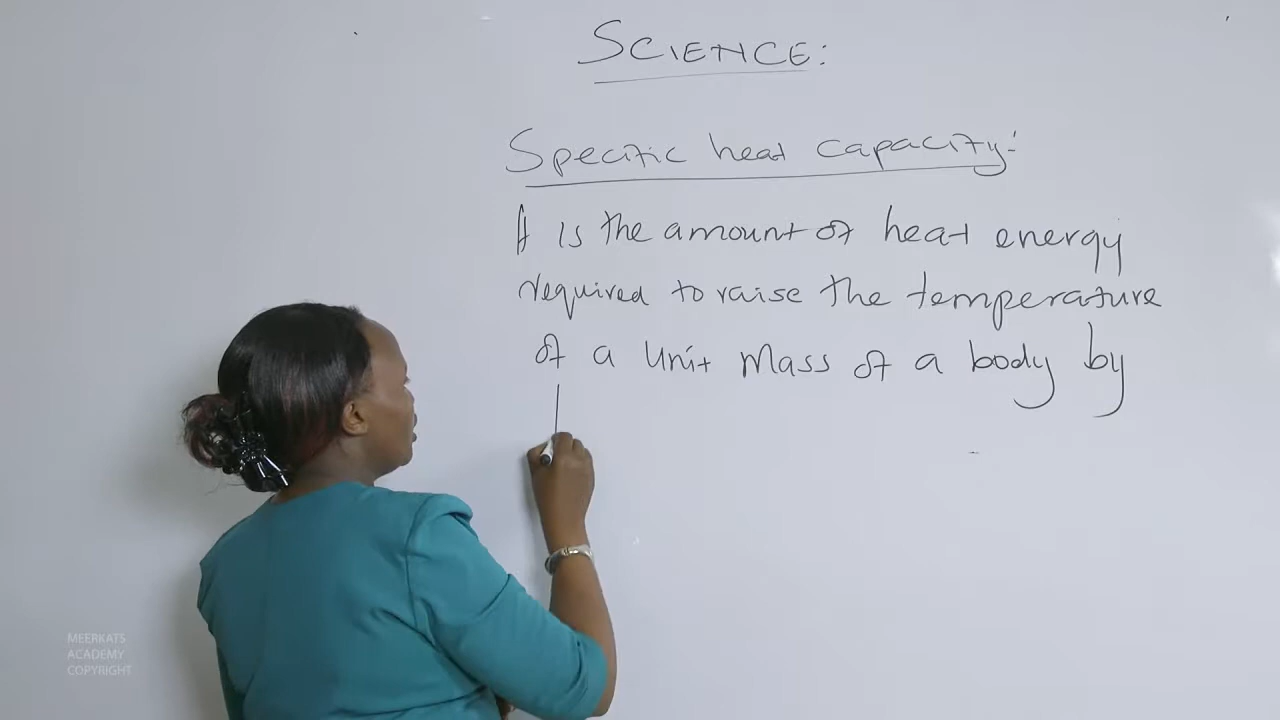 SCIENCE:
Specific heat capacity:
It is the amount of heat energy
required to raise the temperature
of a unit mass of a body by
1
MEERKATS
ACADEMY
COPYRIGHT